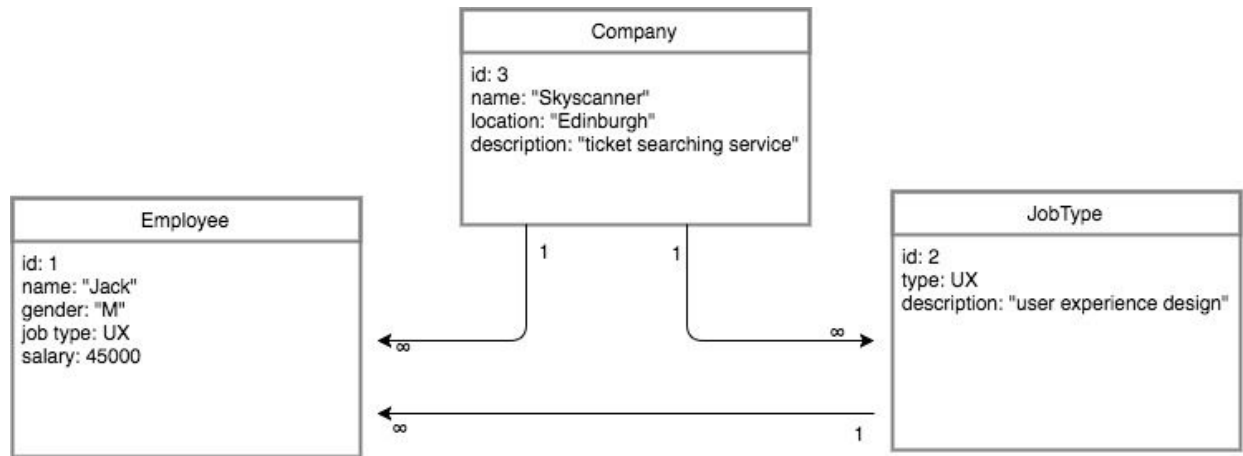 Company
id: 3
name: "Skyscanner"
location: "Edinburgh"
description: "ticket searching service"
Employee
id: 1
name: "Jack"
gender: "M"
job type: UX
salary: 45000
JobType
id: 2
type: UX
description: "user experience design"
1
1
∞
∞
∞
1